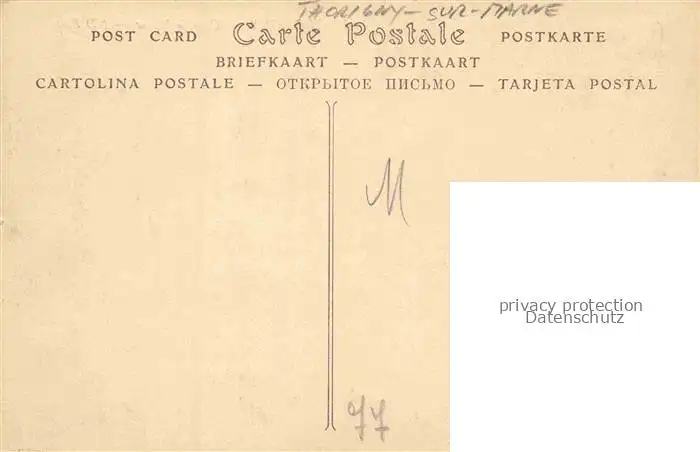 THORIGNY-SUR-MARNE
POST CARD Carte Postale POSTKARTE
BRIEFKAART — POSTKAART
CARTOLINA POSTALE — ОТКРЫТОЕ ПИСЬМО — TARJETA POSTAL
M
privacy protection
Datenschutz
77